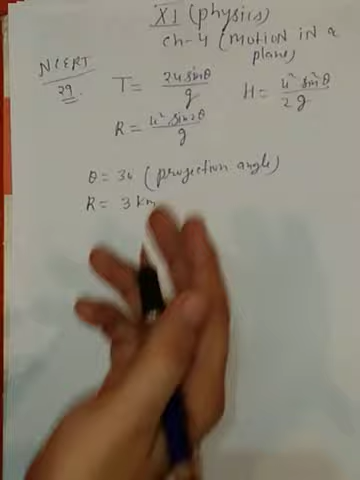 XI (physics)
ch-4 (motion in a plane)
NCERT
29
T = 2u sinθ / g
H = u² sin²θ / 2g
R = u² sin2θ / g
θ = 30 (projection angle)
R = 3 km